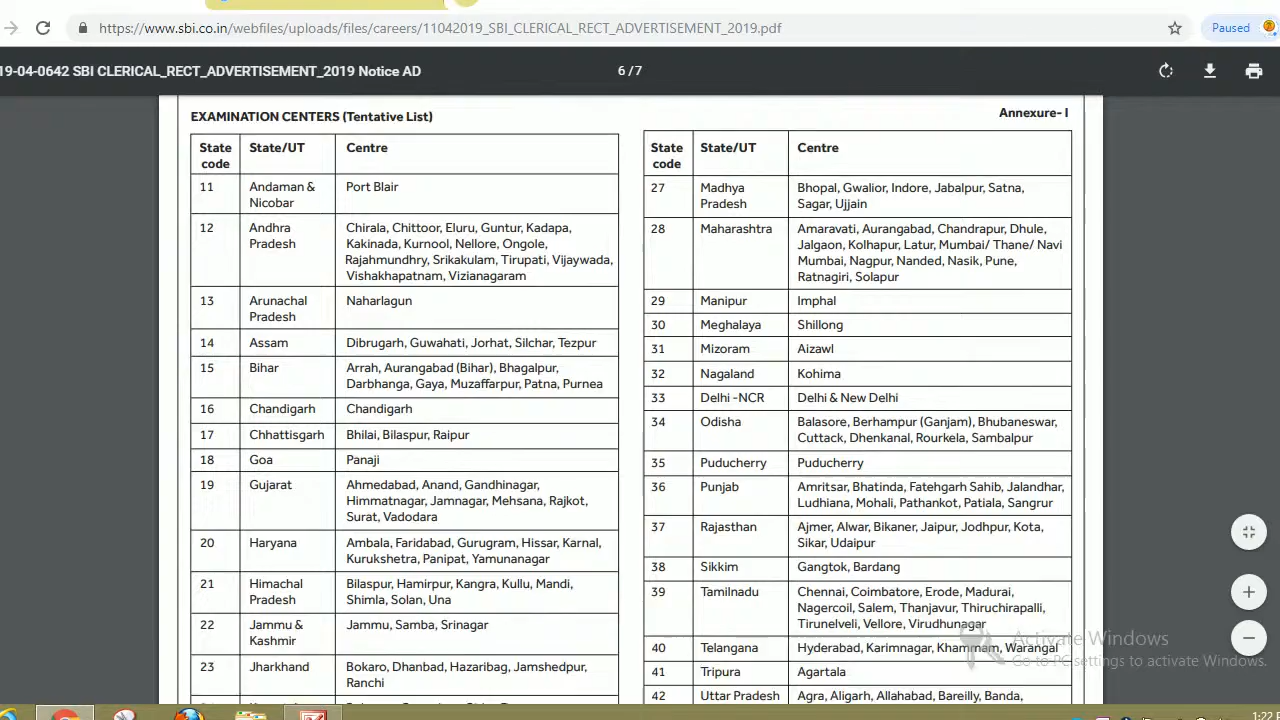 https://www.sbi.co.in/webfiles/uploads/files/careers/11042019_SBI_CLERICAL_RECT_ADVERTISEMENT_2019.pdf
Paused
19-04-0642 SBI CLERICAL_RECT_ADVERTISEMENT_2019 Notice AD
6 / 7
EXAMINATION CENTERS (Tentative List)
Annexure- I
State code State/UT Centre
11 Andaman & Nicobar Port Blair
12 Andhra Pradesh Chirala, Chittoor, Eluru, Guntur, Kadapa,
Kakinada, Kurnool, Nellore, Ongole,
Rajahmundhry, Srikakulam, Tirupati, Vijaywada,
Vishakhapatnam, Vizianagaram
13 Arunachal Pradesh Naharlagun
14 Assam Dibrugarh, Guwahati, Jorhat, Silchar, Tezpur
15 Bihar Arrah, Aurangabad (Bihar), Bhagalpur,
Darbhanga, Gaya, Muzaffarpur, Patna, Purnea
16 Chandigarh Chandigarh
17 Chhattisgarh Bhilai, Bilaspur, Raipur
18 Goa Panaji
19 Gujarat Ahmedabad, Anand, Gandhinagar,
Himmatnagar, Jamnagar, Mehsana, Rajkot,
Surat, Vadodara
20 Haryana Ambala, Faridabad, Gurugram, Hissar, Karnal,
Kurukshetra, Panipat, Yamunanagar
21 Himachal Pradesh Bilaspur, Hamirpur, Kangra, Kullu, Mandi,
Shimla, Solan, Una
22 Jammu & Kashmir Jammu, Samba, Srinagar
23 Jharkhand Bokaro, Dhanbad, Hazaribag, Jamshedpur,
Ranchi
State code State/UT Centre
27 Madhya Pradesh Bhopal, Gwalior, Indore, Jabalpur, Satna,
Sagar, Ujjain
28 Maharashtra Amaravati, Aurangabad, Chandrapur, Dhule,
Jalgaon, Kolhapur, Latur, Mumbai/ Thane/ Navi
Mumbai, Nagpur, Nanded, Nasik, Pune,
Ratnagiri, Solapur
29 Manipur Imphal
30 Meghalaya Shillong
31 Mizoram Aizawl
32 Nagaland Kohima
33 Delhi -NCR Delhi & New Delhi
34 Odisha Balasore, Berhampur (Ganjam), Bhubaneswar,
Cuttack, Dhenkanal, Rourkela, Sambalpur
35 Puducherry Puducherry
36 Punjab Amritsar, Bhatinda, Fatehgarh Sahib, Jalandhar,
Ludhiana, Mohali, Pathankot, Patiala, Sangrur
37 Rajasthan Ajmer, Alwar, Bikaner, Jaipur, Jodhpur, Kota,
Sikar, Udaipur
38 Sikkim Gangtok, Bardang
39 Tamilnadu Chennai, Coimbatore, Erode, Madurai,
Nagercoil, Salem, Thanjavur, Thiruchirapalli,
Tirunelveli, Vellore, Virudhunagar
40 Telangana Hyderabad, Karimnagar, Khammam, Warangal
41 Tripura Agartala
42 Uttar Pradesh Agra, Aligarh, Allahabad, Bareilly, Banda,
Activate Windows
Go to PC settings to activate Windows.
1:22